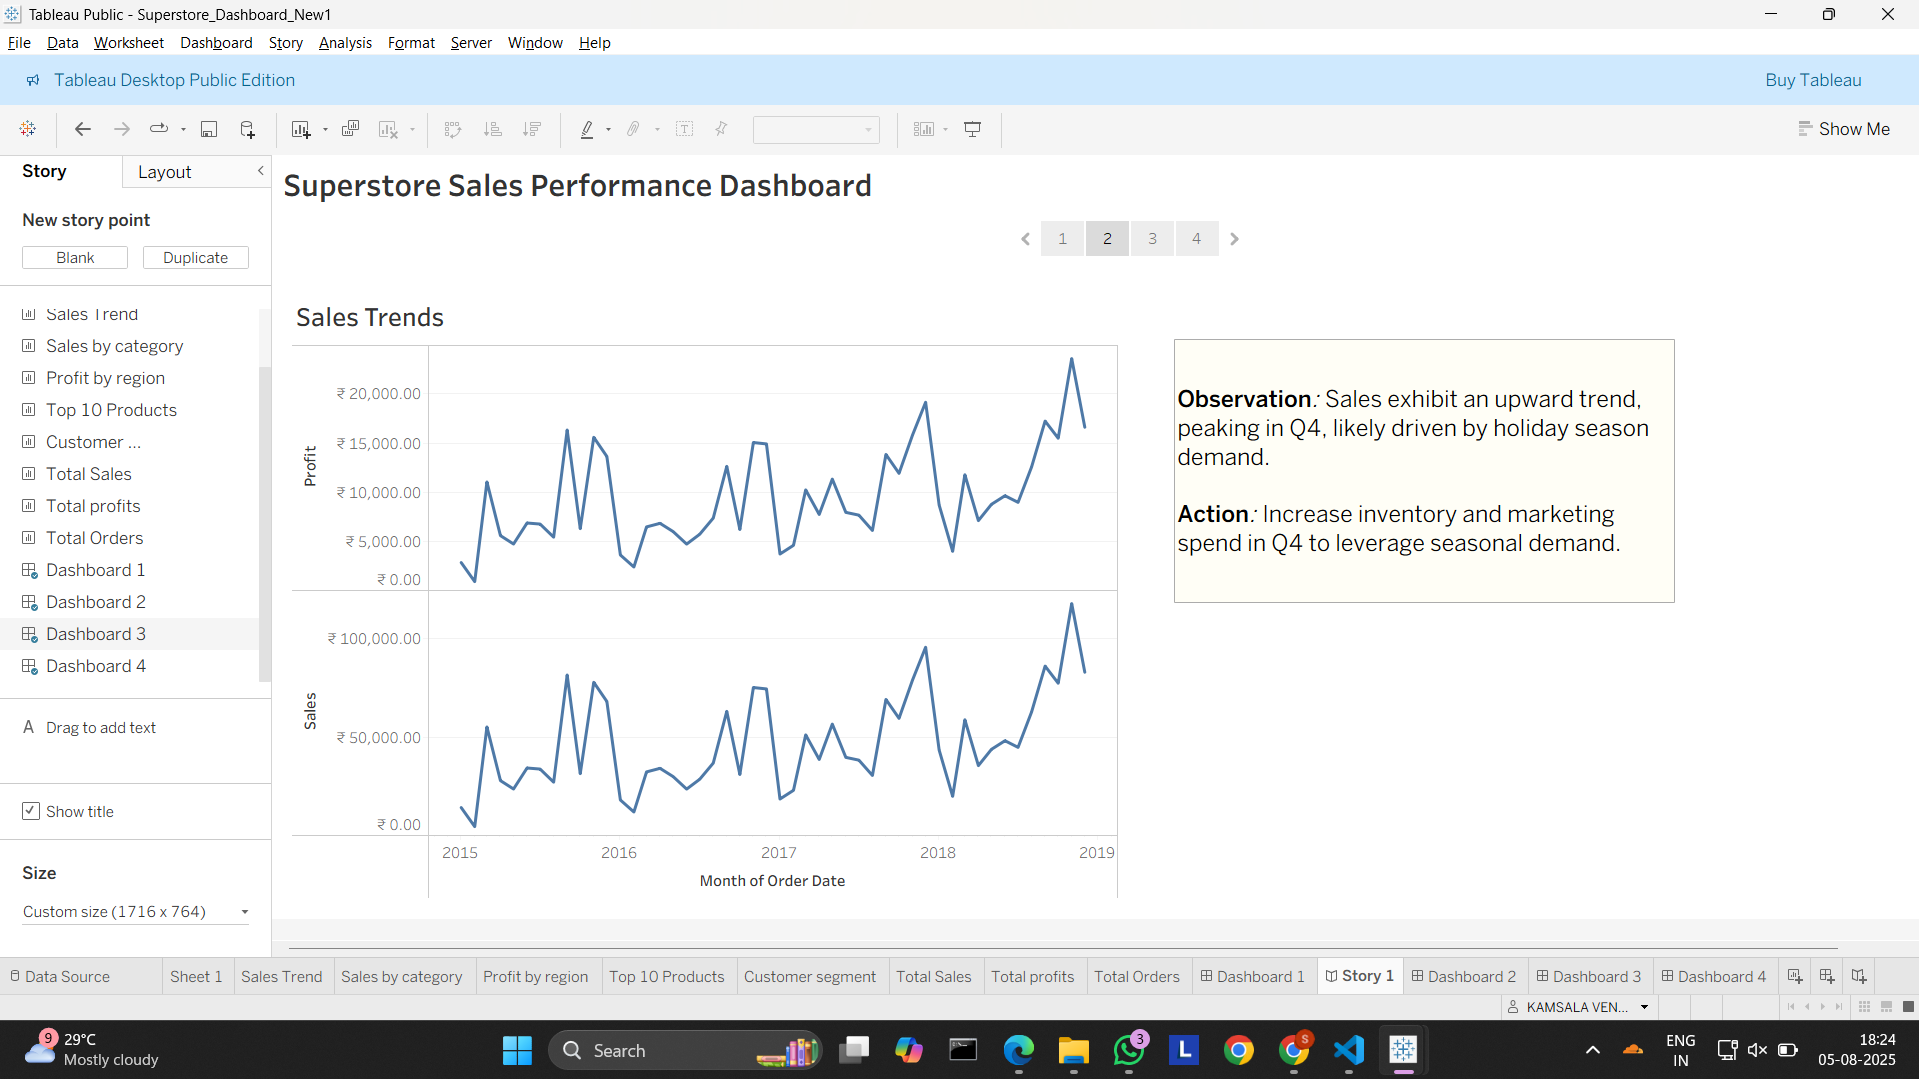 Tableau Public - Superstore_Dashboard_New1
File Data Worksheet Dashboard Story Analysis Format Server Window Help
Tableau Desktop Public Edition
Buy Tableau
Show Me
Story
Layout
New story point
Blank
Duplicate
Sales Trend
Sales by category
Profit by region
Top 10 Products
Customer ...
Total Sales
Total profits
Total Orders
Dashboard 1
Dashboard 2
Dashboard 3
Dashboard 4
A Drag to add text
Show title
Size
Custom size (1716 x 764)
Superstore Sales Performance Dashboard
1 2 3 4
Sales Trends
Profit
₹ 20,000.00
₹ 15,000.00
₹ 10,000.00
₹ 5,000.00
₹ 0.00
Sales
₹ 100,000.00
₹ 50,000.00
₹ 0.00
2015 2016 2017 2018 2019
Month of Order Date
Observation: Sales exhibit an upward trend,
peaking in Q4, likely driven by holiday season
demand.
Action: Increase inventory and marketing
spend in Q4 to leverage seasonal demand.
Data Source Sheet 1 Sales Trend Sales by category Profit by region Top 10 Products Customer segment Total Sales Total profits Total Orders Dashboard 1 Story 1 Dashboard 2 Dashboard 3 Dashboard 4
KAMSALA VEN...
9
29°C
Mostly cloudy
Search
3
L
S
ENG
IN
18:24
05-08-2025